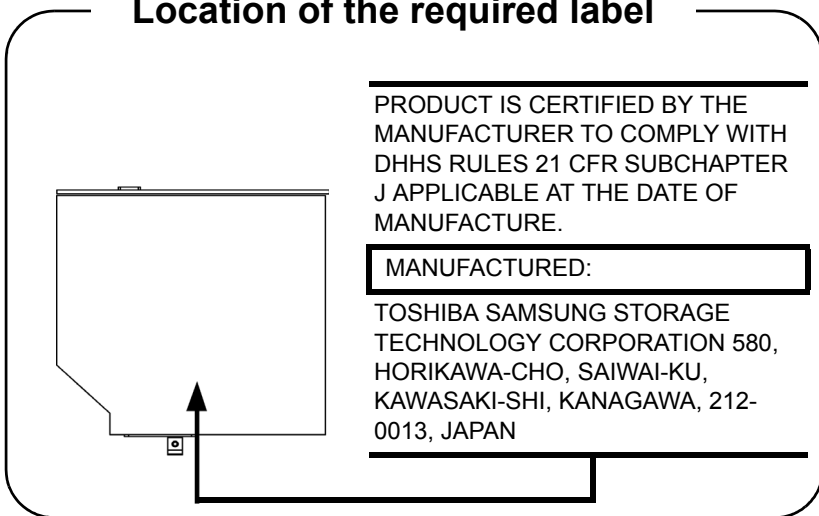 Location of the required label
PRODUCT IS CERTIFIED BY THE
MANUFACTURER TO COMPLY WITH
DHHS RULES 21 CFR SUBCHAPTER
J APPLICABLE AT THE DATE OF
MANUFACTURE.
MANUFACTURED:
TOSHIBA SAMSUNG STORAGE
TECHNOLOGY CORPORATION 580,
HORIKAWA-CHO, SAIWAI-KU,
KAWASAKI-SHI, KANAGAWA, 212-
0013, JAPAN